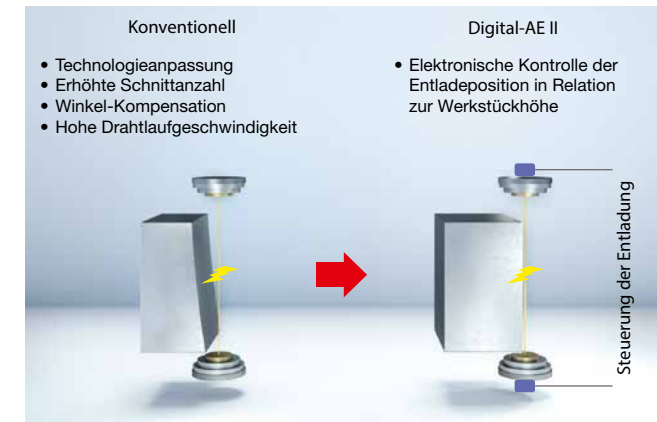 Konventionell
• Technologieanpassung
• Erhöhte Schnittanzahl
• Winkel-Kompensation
• Hohe Drahtlaufgeschwindigkeit
Digital-AE II
• Elektronische Kontrolle der
Entladeposition in Relation
zur Werkstückhöhe
Steuerung der Entladung